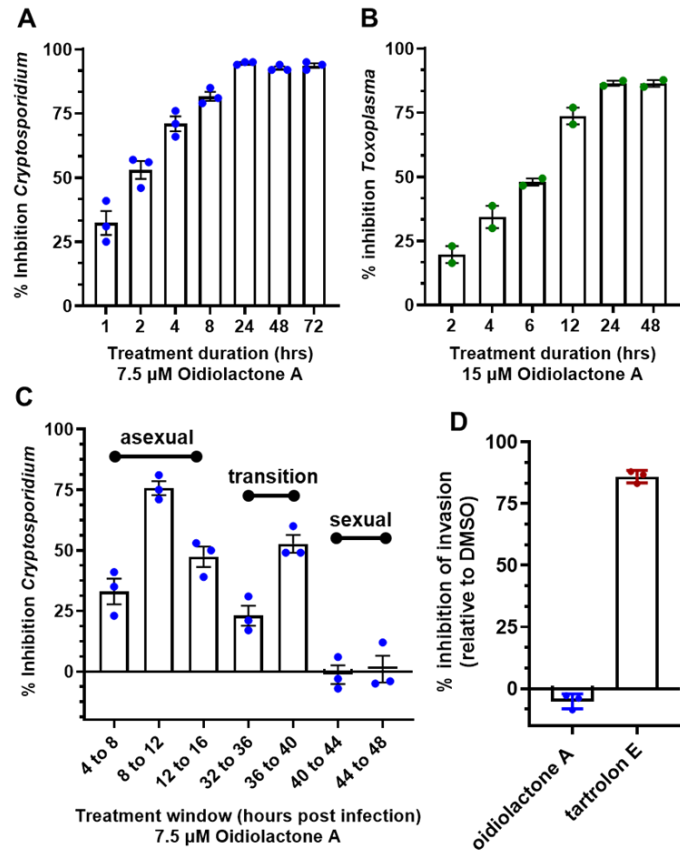 A
% Inhbition Cryptosporidium
100
75
50
25
0
1 2 4 8 24 48 72
Treatment duration (hrs)
7.5 µM Oidiolactone A
B
% inhibition Toxoplasma
100
75
50
25
0
2 4 6 12 24 48
Treatment duration (hrs)
15 µM Oidiolactone A
C
% Inhibition Cryptosporidium
100
75
50
25
0
asexual
transition
sexual
4 to 8
8 to 12
12 to 16
32 to 36
36 to 40
40 to 44
44 to 48
Treatment window (hours post infection)
7.5 µM Oidiolactone A
D
% inhibition of invasion
(relative to DMSO)
100
75
50
25
0
oidiolactone A
tartrolon E